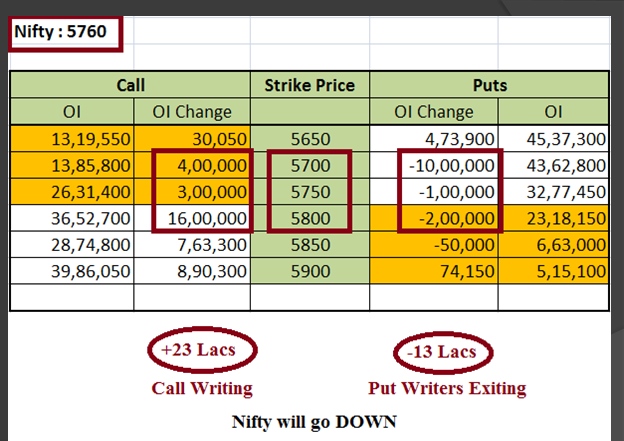 Nifty : 5760
Call Strike Price Puts
OI OI Change OI Change OI
13,19,550 30,050 5650 4,73,900 45,37,300
13,85,800 4,00,000 5700 -10,00,000 43,62,800
26,31,400 3,00,000 5750 -1,00,000 32,77,450
36,52,700 16,00,000 5800 -2,00,000 23,18,150
28,74,800 7,63,300 5850 -50,000 6,63,000
39,86,050 8,90,300 5900 74,150 5,15,100
+23 Lacs -13 Lacs
Call Writing Put Writers Exiting
Nifty will go DOWN